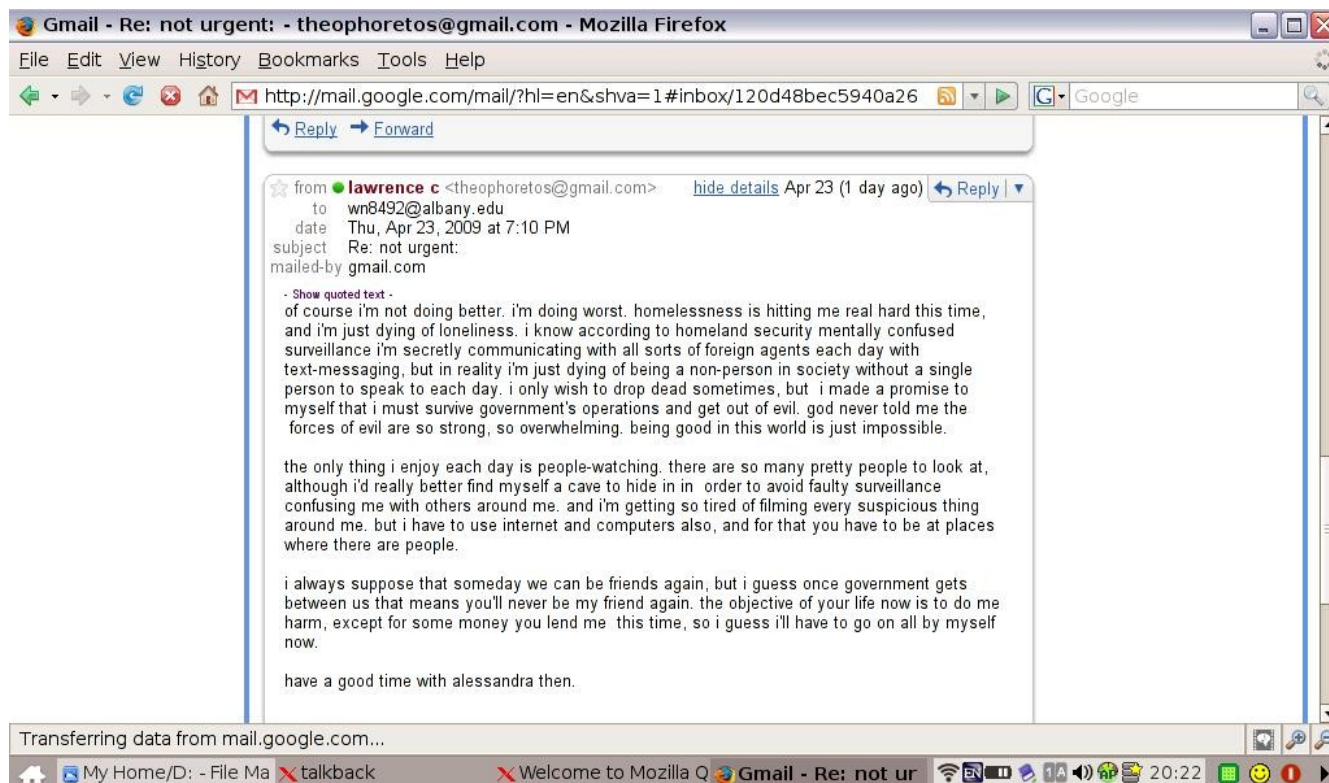 Gmail - Re: not urgent: - theophoretos@gmail.com - Mozilla Firefox
File Edit View History Bookmarks Tools Help
http://mail.google.com/mail/?hl=en&shva=1#inbox/120d48bec5940a26 G Google
Reply Forward
from lawrence c <theophoretos@gmail.com> hide details Apr 23 (1 day ago) Reply
to wn8492@albany.edu
date Thu, Apr 23, 2009 at 7:10 PM
subject Re: not urgent:
mailed-by gmail.com
- Show quoted text -
of course i'm not doing better. i'm doing worst. homelessness is hitting me real hard this time,
and i'm just dying of loneliness. i know according to homeland security mentally confused
surveillance i'm secretly communicating with all sorts of foreign agents each day with
text-messaging, but in reality i'm just dying of being a non-person in society without a single
person to speak to each day. i only wish to drop dead sometimes, but i made a promise to
myself that i must survive government's operations and get out of evil. god never told me the
forces of evil are so strong, so overwhelming. being good in this world is just impossible.
the only thing i enjoy each day is people-watching. there are so many pretty people to look at,
although i'd really better find myself a cave to hide in in order to avoid faulty surveillance
confusing me with others around me. and i'm getting so tired of filming every suspicious thing
around me. but i have to use internet and computers also, and for that you have to be at places
where there are people.
i always suppose that someday we can be friends again, but i guess once government gets
between us that means you'll never be my friend again. the objective of your life now is to do me
harm, except for some money you lend me this time, so i guess i'll have to go on all by myself
now.
have a good time with alessandra then.
Transferring data from mail.google.com...
My Home/D: - File Ma talkback Welcome to Mozilla Q Gmail - Re: not ur EN 1A AP 20:22